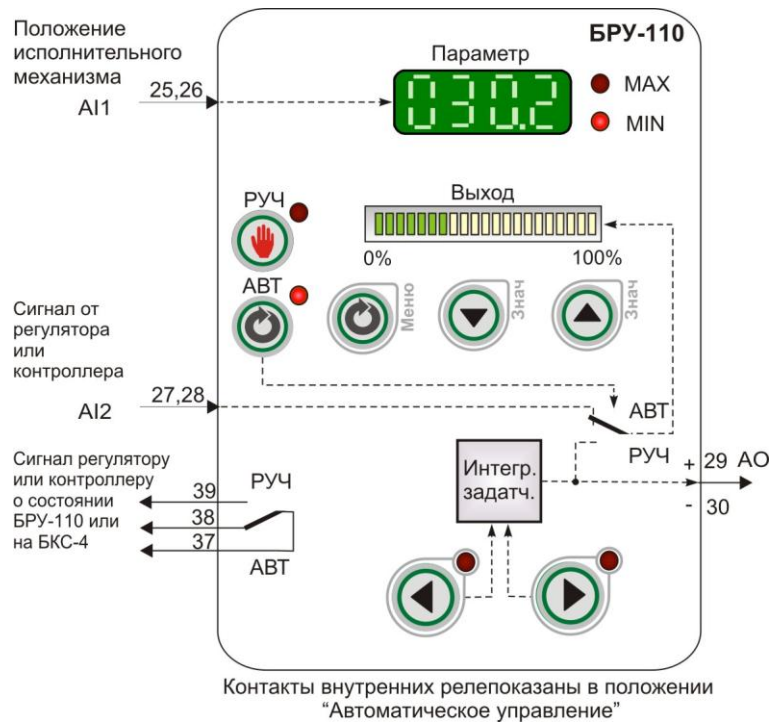 БРУ-110
Положение
исполнительного
механизма
AI1
25,26
Параметр
030.2
MAX
MIN
РУЧ
Выход
0%
100%
АВТ
Меню
Знач
Знач
Сигнал от
регулятора
или
контроллера
AI2
27,28
АВТ
РУЧ
Интегр.
задатч.
+
29
AO
-
30
Сигнал регулятору
или контроллеру
о состоянии
БРУ-110 или
на БКС-4
39
38
37
РУЧ
АВТ
Контакты внутренних релепоказаны в положении
“Автоматическое управление”